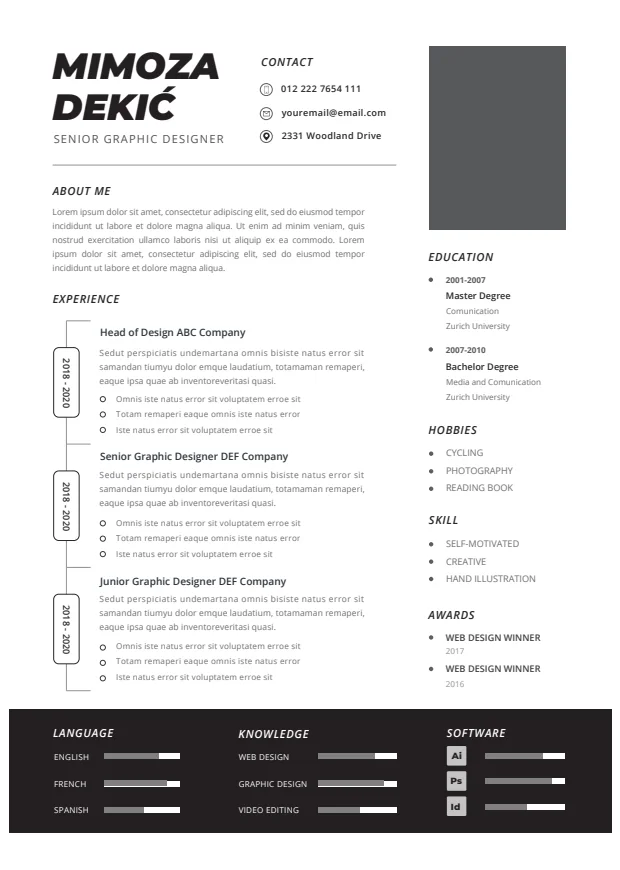 MIMOZA
DEKIĆ
SENIOR GRAPHIC DESIGNER
CONTACT
012 222 7654 111
youremail@email.com
2331 Woodland Drive
ABOUT ME
Lorem ipsum dolor sit amet, consectetur adipiscing elit, sed do eiusmod tempor
incididunt ut labore et dolore magna aliqua. Ut enim ad minim veniam, quis
nostrud exercitation ullamco laboris nisi ut aliquip ex ea commodo. Lorem
ipsum dolor sit amet, consectetur adipiscing elit, sed do eiusmod tempor
incididunt ut labore et dolore magna aliqua.
EXPERIENCE
2018 - 2020
Head of Design ABC Company
Sedut perspiciatis undemartana omnis bisiste natus error sit
samandan tiumyu dolor emque laudatium, totamaman remaperi,
eaque ipsa quae ab inventoreveritasi quasi.
Omnis iste natus error sit voluptatem erroe sit
Totam remaperi eaque omnis iste natus error
Iste natus error sit voluptatem erroe sit
2018 - 2020
Senior Graphic Designer DEF Company
Sedut perspiciatis undemartana omnis bisiste natus error sit
samandan tiumyu dolor emque laudatium, totamaman remaperi,
eaque ipsa quae ab inventoreveritasi quasi.
Omnis iste natus error sit voluptatem erroe sit
Totam remaperi eaque omnis iste natus error
Iste natus error sit voluptatem erroe sit
2018 - 2020
Junior Graphic Designer DEF Company
Sedut perspiciatis undemartana omnis bisiste natus error sit
samandan tiumyu dolor emque laudatium, totamaman remaperi,
eaque ipsa quae ab inventoreveritasi quasi.
Omnis iste natus error sit voluptatem erroe sit
Totam remaperi eaque omnis iste natus error
Iste natus error sit voluptatem erroe sit
EDUCATION
2001-2007
Master Degree
Comunication
Zurich University
2007-2010
Bachelor Degree
Media and Comunication
Zurich University
HOBBIES
CYCLING
PHOTOGRAPHY
READING BOOK
SKILL
SELF-MOTIVATED
CREATIVE
HAND ILLUSTRATION
AWARDS
WEB DESIGN WINNER
2017
WEB DESIGN WINNER
2016
LANGUAGE
ENGLISH
FRENCH
SPANISH
KNOWLEDGE
WEB DESIGN
GRAPHIC DESIGN
VIDEO EDITING
SOFTWARE
Ai
Ps
Id